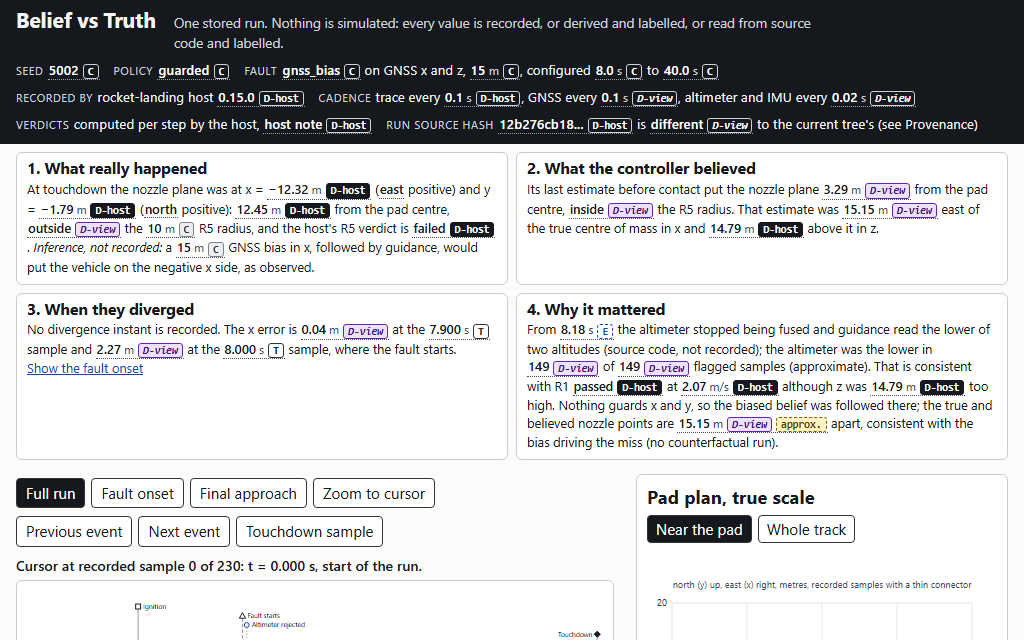 Belief vs Truth
One stored run. Nothing is simulated: every value is recorded, or derived and labelled, or read from source
code and labelled.
SEED 5002 C POLICY guarded C FAULT gnss_bias C on GNSS x and z, 15 m C, configured 8.0 s C to 40.0 s C
RECORDED BY rocket-landing host 0.15.0 D-host CADENCE trace every 0.1 s D-host, GNSS every 0.1 s D-view, altimeter and IMU every 0.02 s D-view
VERDICTS computed per step by the host, host note D-host RUN SOURCE HASH 12b276cb18... D-host is different D-view to the current tree's (see Provenance)
1. What really happened
At touchdown the nozzle plane was at x = −12.32 m D-host (east positive) and y
= −1.79 m D-host (north positive): 12.45 m D-host from the pad centre,
outside D-view the 10 m C R5 radius, and the host's R5 verdict is failed D-host
. Inference, not recorded: a 15 m C GNSS bias in x, followed by guidance, would
put the vehicle on the negative x side, as observed.
2. What the controller believed
Its last estimate before contact put the nozzle plane 3.29 m D-view from the pad
centre, inside D-view the R5 radius. That estimate was 15.15 m D-view east of
the true centre of mass in x and 14.79 m D-host above it in z.
3. When they diverged
No divergence instant is recorded. The x error is 0.04 m D-view at the 7.900 s T
sample and 2.27 m D-view at the 8.000 s T sample, where the fault starts.
Show the fault onset
4. Why it mattered
From 8.18 s E the altimeter stopped being fused and guidance read the lower of
two altitudes (source code, not recorded); the altimeter was the lower in
149 D-view of 149 D-view flagged samples (approximate). That is consistent
with R1 passed D-host at 2.07 m/s D-host although z was 14.79 m D-host too
high. Nothing guards x and y, so the biased belief was followed there; the true and
believed nozzle points are 15.15 m D-view approx. apart, consistent with the
bias driving the miss (no counterfactual run).
Full run Fault onset Final approach Zoom to cursor
Previous event Next event Touchdown sample
Cursor at recorded sample 0 of 230: t = 0.000 s, start of the run.
Ignition
Fault starts
Altimeter rejected
Touchdown
Pad plan, true scale
Near the pad Whole track
north (y) up, east (x) right, metres, recorded samples with a thin connector
20